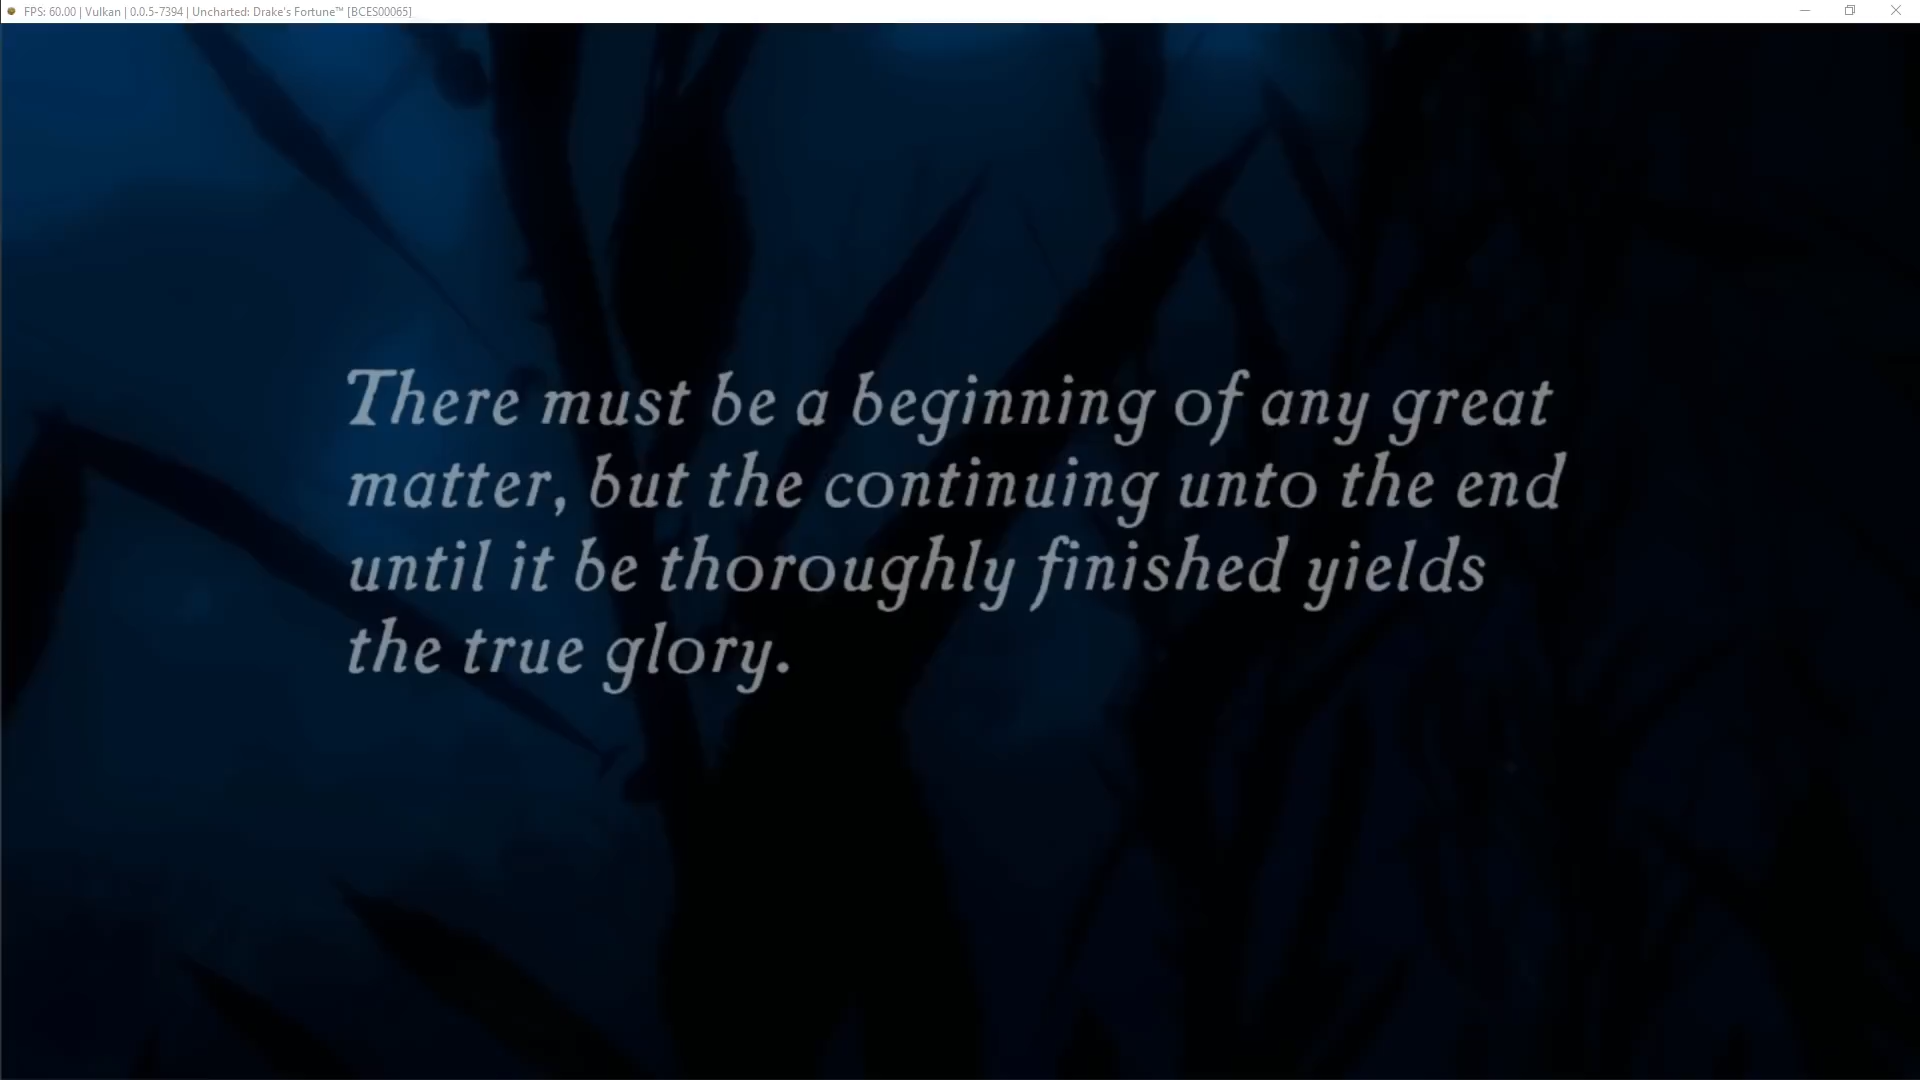 FPS: 60.00 | Vulkan | 0.0.5-7394 | Uncharted: Drake's Fortune™ [BCES00065]
There must be a beginning of any great
matter, but the continuing unto the end
until it be thoroughly finished yields
the true glory.